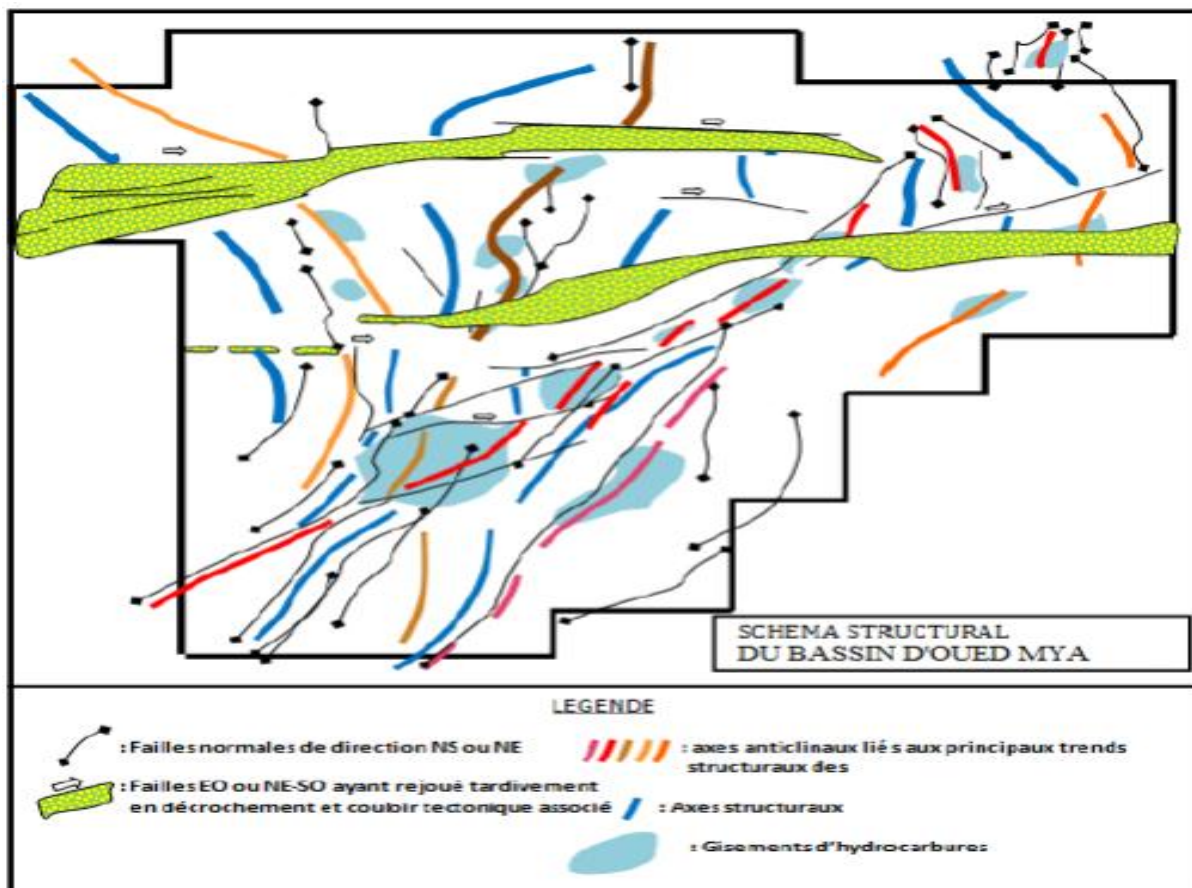 SCHEMA STRUCTURAL
DU BASSIN D'OUED MYA
LEGENDE
: Failles normales de direction NS ou NE
: Failles EO ou NE-SO ayant rejoué tardivement
en décrochement et couloir tectonique associé
: axes anticlinaux liés aux principaux trends
structuraux des
: Axes structuraux
: Gisements d'hydrocarbures